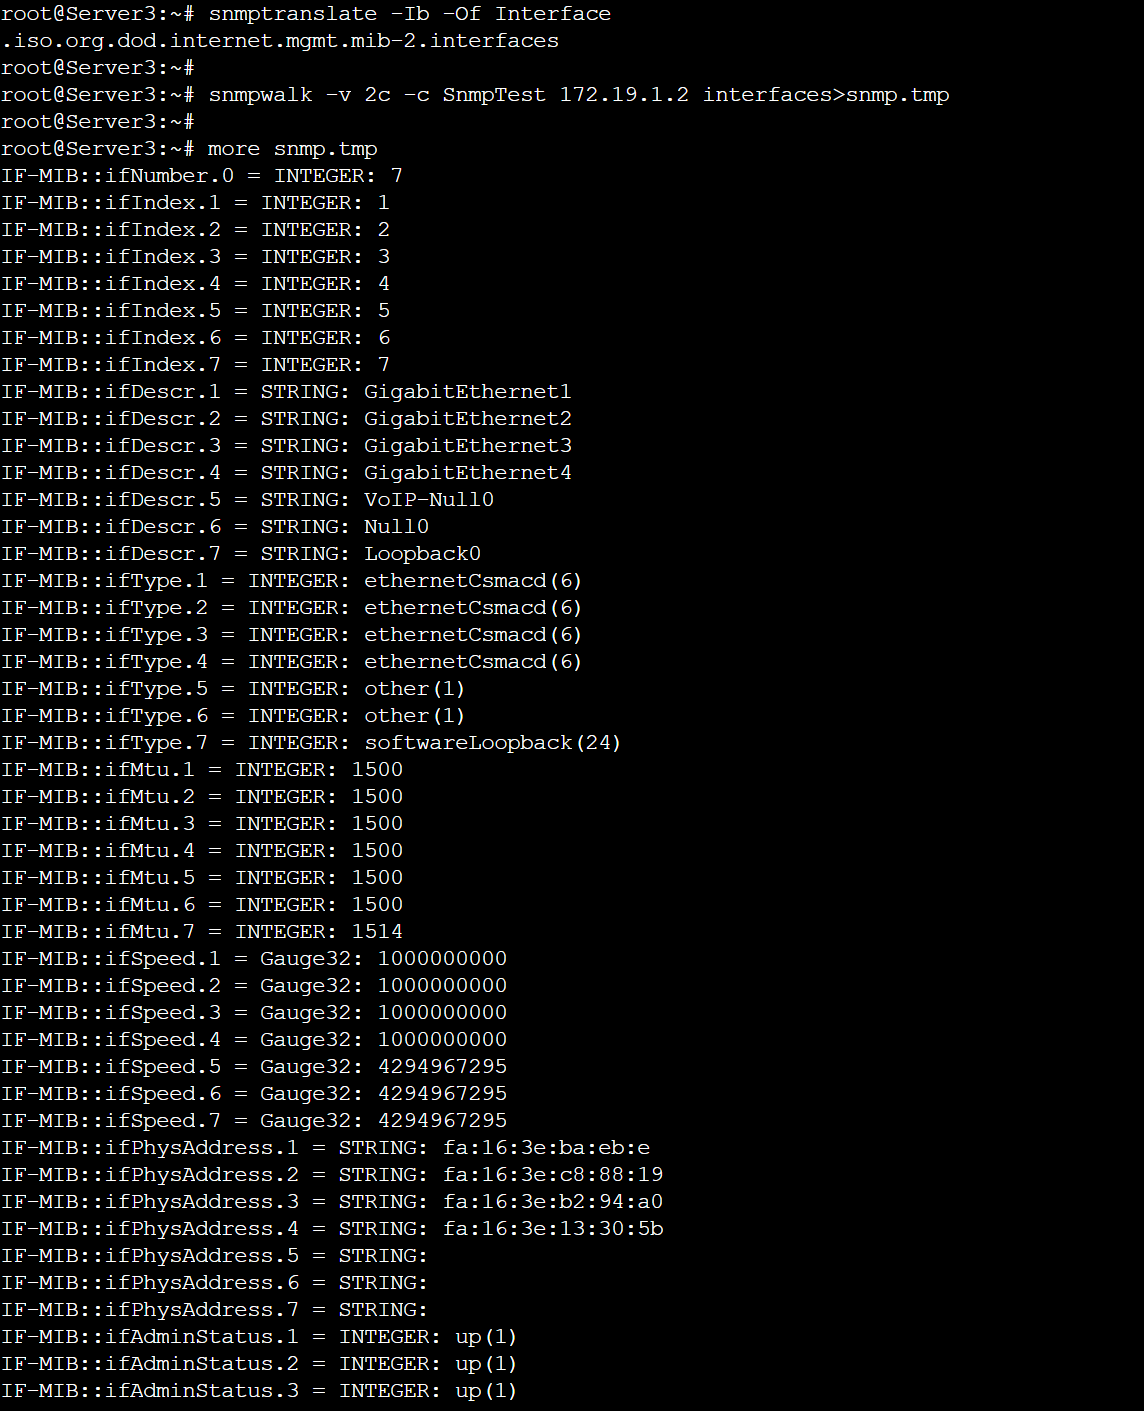 root@Server3:~# snmptranslate -Ib -Of Interface
.iso.org.dod.internet.mgmt.mib-2.interfaces
root@Server3:~#
root@Server3:~# snmpwalk -v 2c -c SnmpTest 172.19.1.2 interfaces>snmp.tmp
root@Server3:~#
root@Server3:~# more snmp.tmp
IF-MIB::ifNumber.0 = INTEGER: 7
IF-MIB::ifIndex.1 = INTEGER: 1
IF-MIB::ifIndex.2 = INTEGER: 2
IF-MIB::ifIndex.3 = INTEGER: 3
IF-MIB::ifIndex.4 = INTEGER: 4
IF-MIB::ifIndex.5 = INTEGER: 5
IF-MIB::ifIndex.6 = INTEGER: 6
IF-MIB::ifIndex.7 = INTEGER: 7
IF-MIB::ifDescr.1 = STRING: GigabitEthernet1
IF-MIB::ifDescr.2 = STRING: GigabitEthernet2
IF-MIB::ifDescr.3 = STRING: GigabitEthernet3
IF-MIB::ifDescr.4 = STRING: GigabitEthernet4
IF-MIB::ifDescr.5 = STRING: VoIP-Null0
IF-MIB::ifDescr.6 = STRING: Null0
IF-MIB::ifDescr.7 = STRING: Loopback0
IF-MIB::ifType.1 = INTEGER: ethernetCsmacd(6)
IF-MIB::ifType.2 = INTEGER: ethernetCsmacd(6)
IF-MIB::ifType.3 = INTEGER: ethernetCsmacd(6)
IF-MIB::ifType.4 = INTEGER: ethernetCsmacd(6)
IF-MIB::ifType.5 = INTEGER: other(1)
IF-MIB::ifType.6 = INTEGER: other(1)
IF-MIB::ifType.7 = INTEGER: softwareLoopback(24)
IF-MIB::ifMtu.1 = INTEGER: 1500
IF-MIB::ifMtu.2 = INTEGER: 1500
IF-MIB::ifMtu.3 = INTEGER: 1500
IF-MIB::ifMtu.4 = INTEGER: 1500
IF-MIB::ifMtu.5 = INTEGER: 1500
IF-MIB::ifMtu.6 = INTEGER: 1500
IF-MIB::ifMtu.7 = INTEGER: 1514
IF-MIB::ifSpeed.1 = Gauge32: 1000000000
IF-MIB::ifSpeed.2 = Gauge32: 1000000000
IF-MIB::ifSpeed.3 = Gauge32: 1000000000
IF-MIB::ifSpeed.4 = Gauge32: 1000000000
IF-MIB::ifSpeed.5 = Gauge32: 4294967295
IF-MIB::ifSpeed.6 = Gauge32: 4294967295
IF-MIB::ifSpeed.7 = Gauge32: 4294967295
IF-MIB::ifPhysAddress.1 = STRING: fa:16:3e:ba:eb:e
IF-MIB::ifPhysAddress.2 = STRING: fa:16:3e:c8:88:19
IF-MIB::ifPhysAddress.3 = STRING: fa:16:3e:b2:94:a0
IF-MIB::ifPhysAddress.4 = STRING: fa:16:3e:13:30:5b
IF-MIB::ifPhysAddress.5 = STRING:
IF-MIB::ifPhysAddress.6 = STRING:
IF-MIB::ifPhysAddress.7 = STRING:
IF-MIB::ifAdminStatus.1 = INTEGER: up(1)
IF-MIB::ifAdminStatus.2 = INTEGER: up(1)
IF-MIB::ifAdminStatus.3 = INTEGER: up(1)